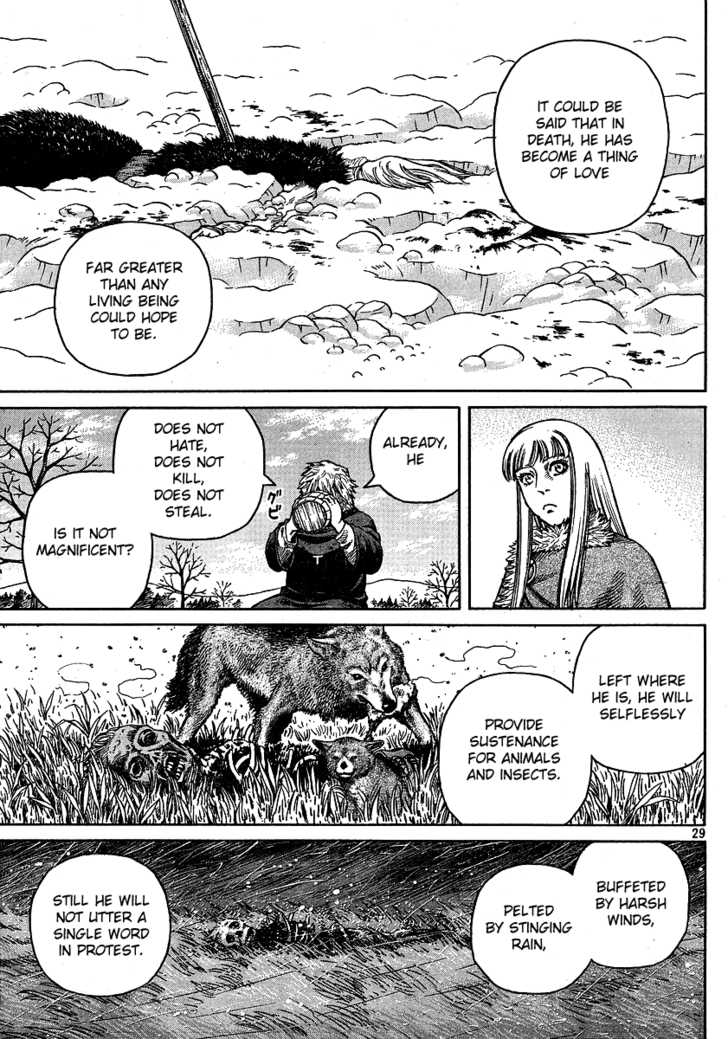 IT COULD BE
SAID THAT IN
DEATH, HE HAS
BECOME A THING
OF LOVE
FAR GREATER
THAN ANY
LIVING BEING
COULD HOPE
TO BE.
ALREADY,
HE
DOES NOT
HATE,
DOES NOT
KILL,
DOES NOT
STEAL.
IS IT NOT
MAGNIFICENT?
グビ
LEFT WHERE
HE IS, HE WILL
SELFLESSLY
PROVIDE
SUSTENANCE
FOR ANIMALS
AND INSECTS.
29
BUFFETED
BY HARSH
WINDS,
PELTED
BY STINGING
RAIN,
STILL HE WILL
NOT UTTER A
SINGLE WORD
IN PROTEST.